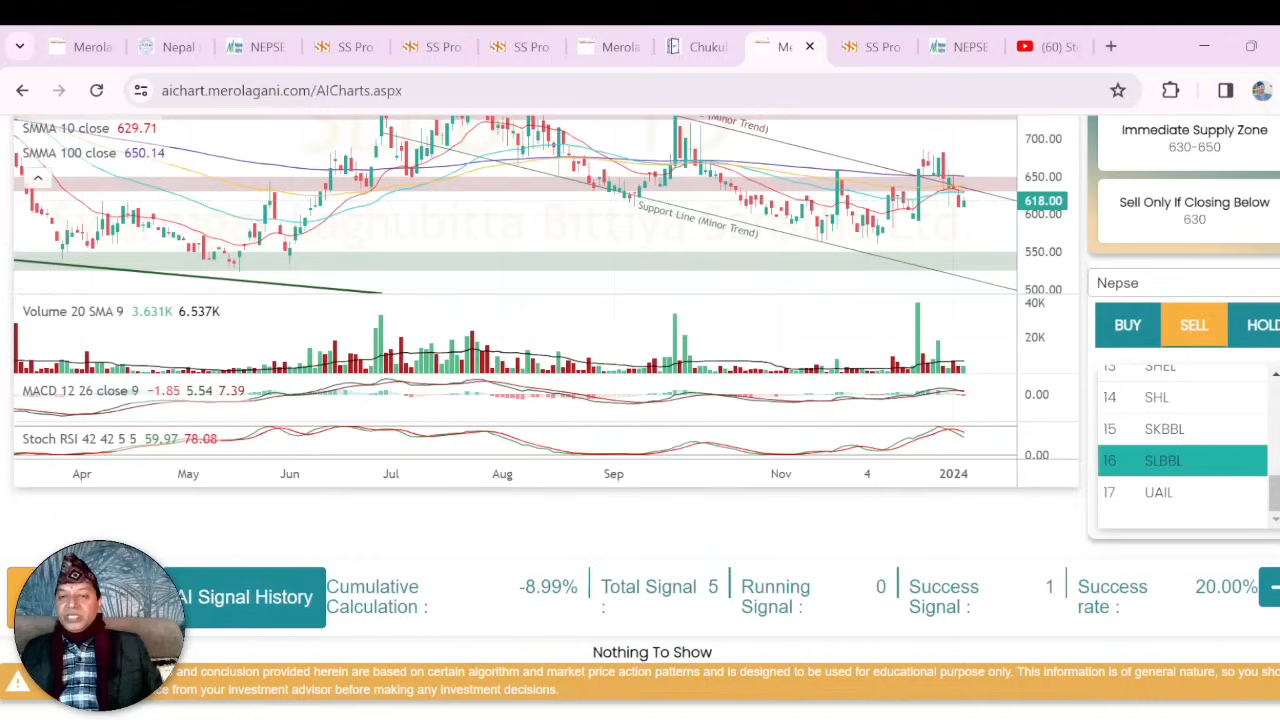 Merola
Nepal
NEPSE
SS Pro
SS Pro
SS Pro
Merola
Chukul
Me
SS Pro
NEPSE
(60) St
aichart.merolagani.com/AICharts.aspx
SMMA 10 close 629.71
SMMA 100 close 650.14
(Minor Trend)
Support Line (Minor Trend)
700.00
650.00
618.00
600.00
550.00
500.00
Volume 20 SMA 9 3.631K 6.537K
40K
20K
MACD 12 26 close 9 −1.85 5.54 7.39
0.00
Stoch RSI 42 42 5 5 59.97 78.08
0.00
Apr May Jun Jul Aug Sep Nov 4 2024
Immediate Supply Zone
630-650
Sell Only If Closing Below
630
Nepse
BUY SELL HOLD
13 SHEL
14 SHL
15 SKBBL
16 SLBBL
17 UAIL
AI Signal History
Cumulative Calculation : -8.99%
Total Signal : 5
Running Signal : 0
Success Signal : 1
Success rate : 20.00%
Nothing To Show
and conclusion provided herein are based on certain algorithm and market price action patterns and is designed to be used for educational purpose only. This information is of general nature, so you sho
ce from your investment advisor before making any investment decisions.